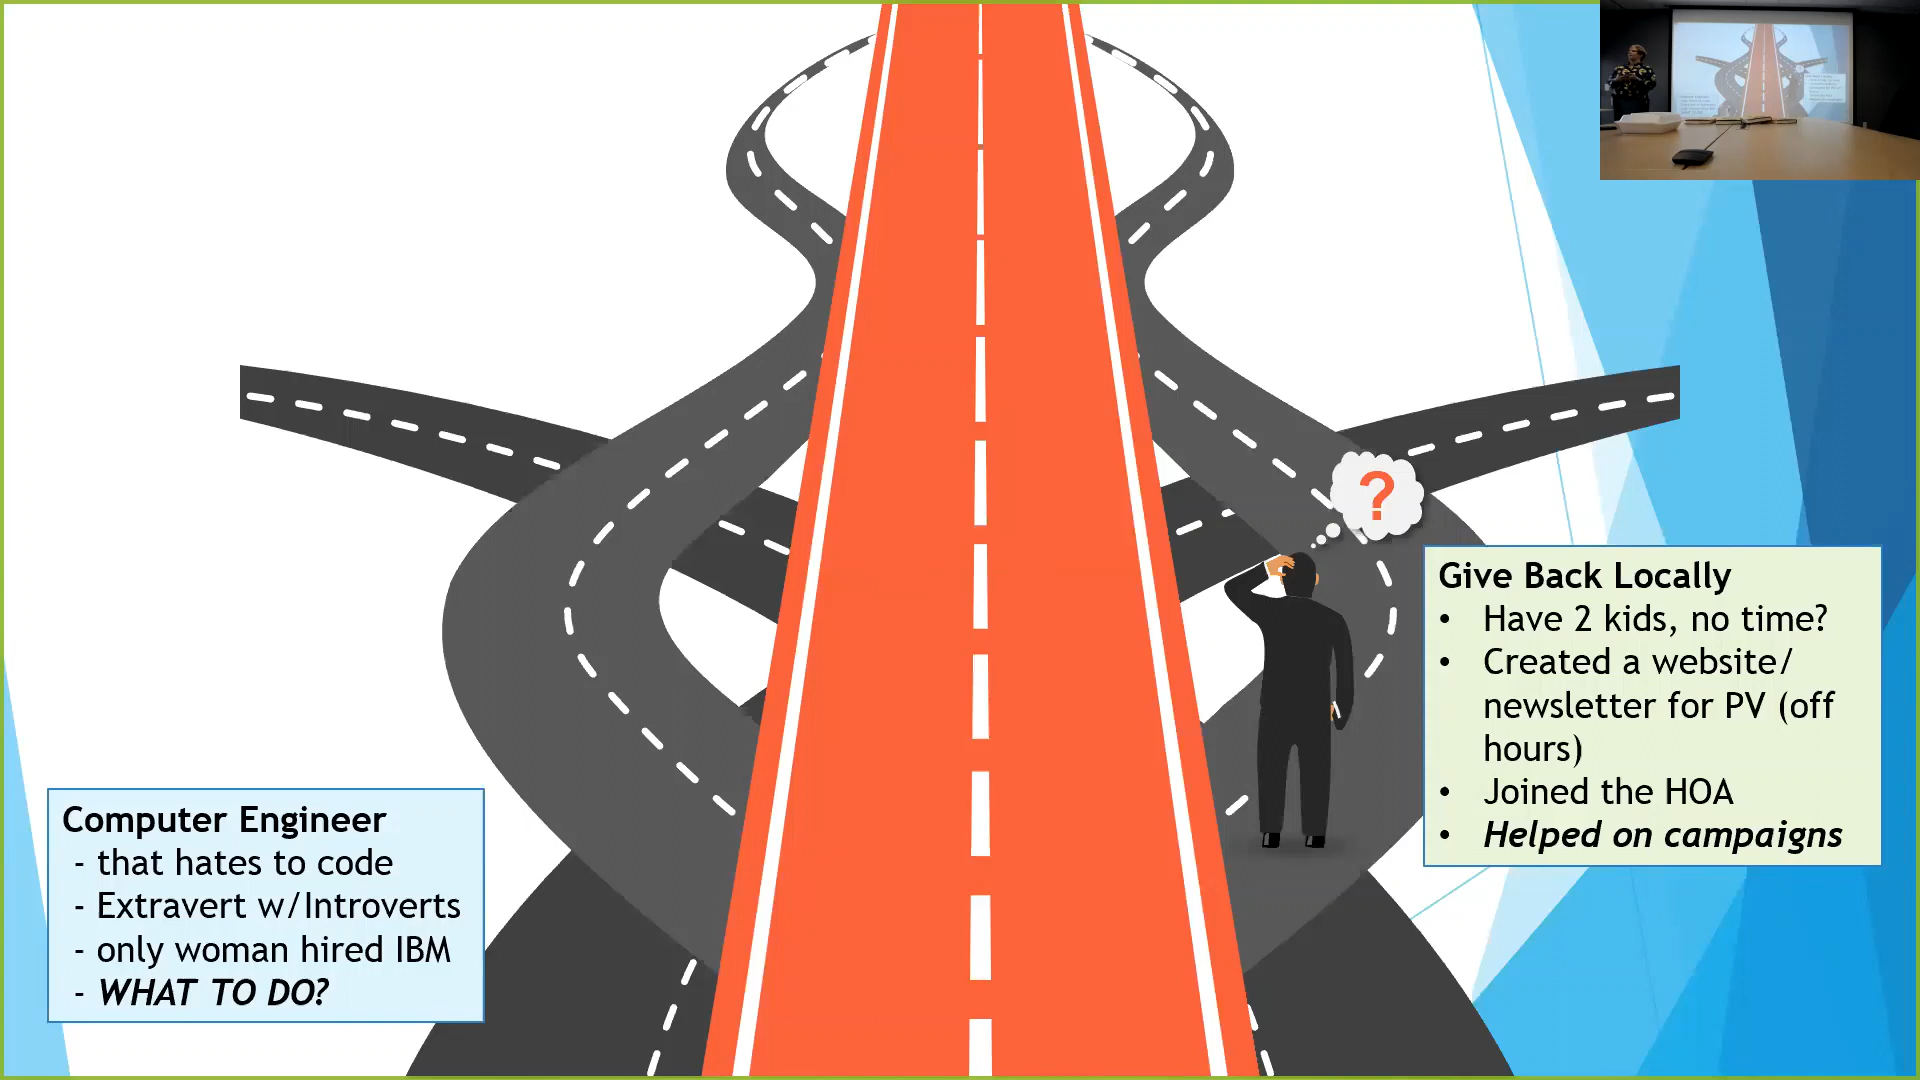 ?
Give Back Locally
• Have 2 kids, no time?
• Created a website/
newsletter for PV (off
hours)
• Joined the HOA
• Helped on campaigns
Computer Engineer
- that hates to code
- Extravert w/Introverts
- only woman hired IBM
- WHAT TO DO?